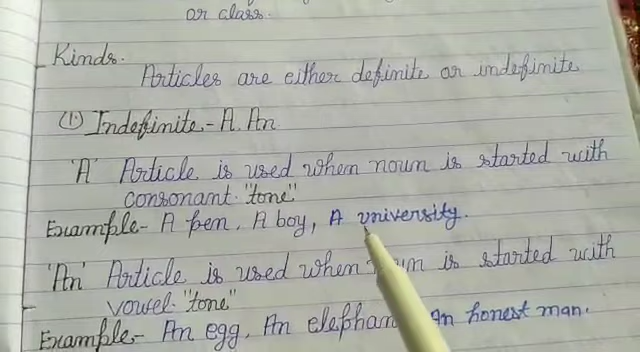 or class.
Kinds.
Articles are either definite or indefinite
(1) Indefinite - A. An
'A' Article is used when noun is started with
consonant "tone"
Example - A pen, A boy, A university.
'An' Article is used when noun is started with
vowel "tone"
Example - An egg, An elephant An honest man.